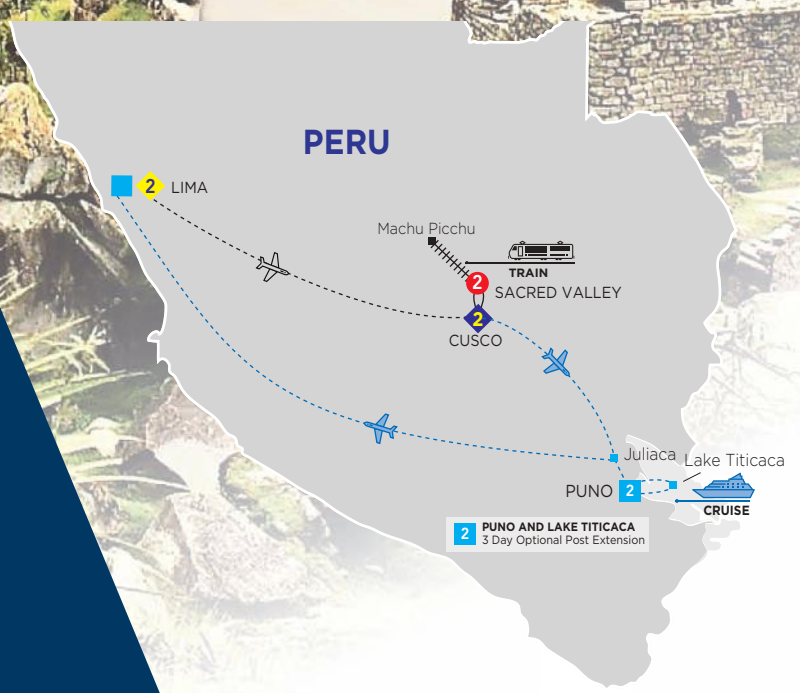 PERU
2 LIMA
Machu Picchu
TRAIN
2 SACRED VALLEY
2
CUSCO
Juliaca
Lake Titicaca
PUNO 2
CRUISE
2 PUNO AND LAKE TITICACA
3 Day Optional Post Extension